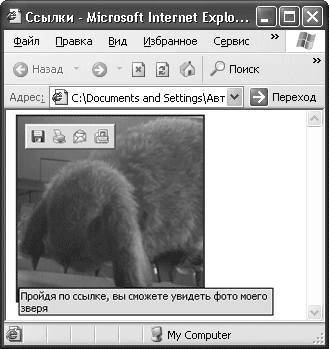 Ссылки - Microsoft Internet Explo...
Файл Правка Вид Избранное Сервис »
Назад » Поиск
Адрес: C:\Documents and Settings\Авт Переход
Пройдя по ссылке, вы сможете увидеть фото моего
зверя
My Computer